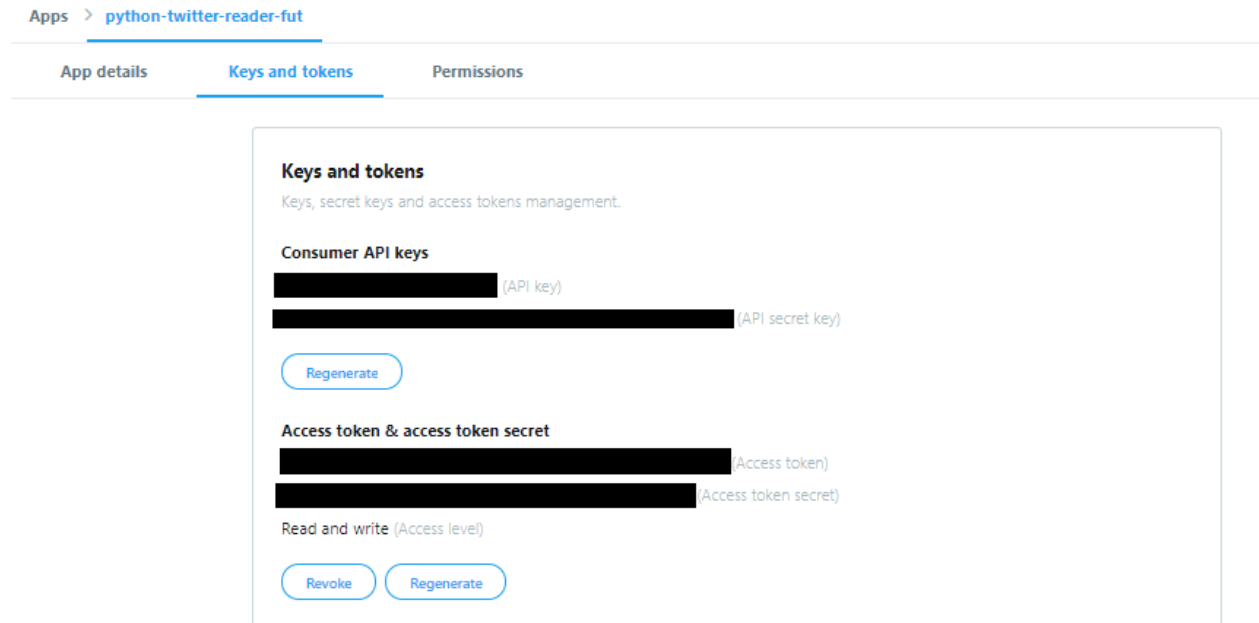 Apps > python-twitter-reader-fut
App details Keys and tokens Permissions
Keys and tokens
Keys, secret keys and access tokens management.
Consumer API keys
(API key)
(API secret key)
Regenerate
Access token & access token secret
(Access token)
(Access token secret)
Read and write (Access level)
Revoke Regenerate